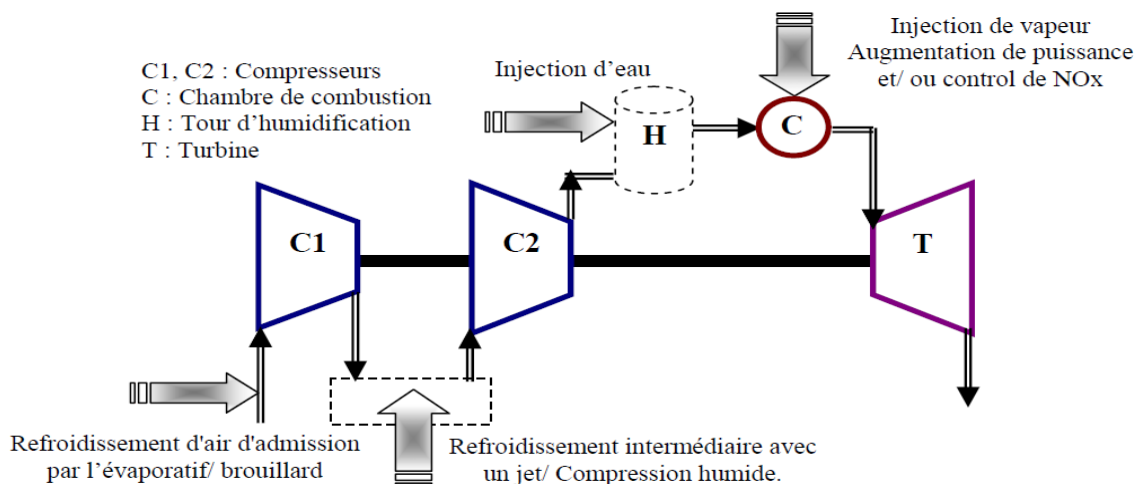 Injection de vapeur
Augmentation de puissance
et/ ou control de NOx
Injection d’eau
C1, C2 : Compresseurs
C : Chambre de combustion
H : Tour d’humidification
T : Turbine
H
C
C1
C2
T
Refroidissement d'air d'admission
par l’évaporatif/ brouillard
Refroidissement intermédiaire avec
un jet/ Compression humide.